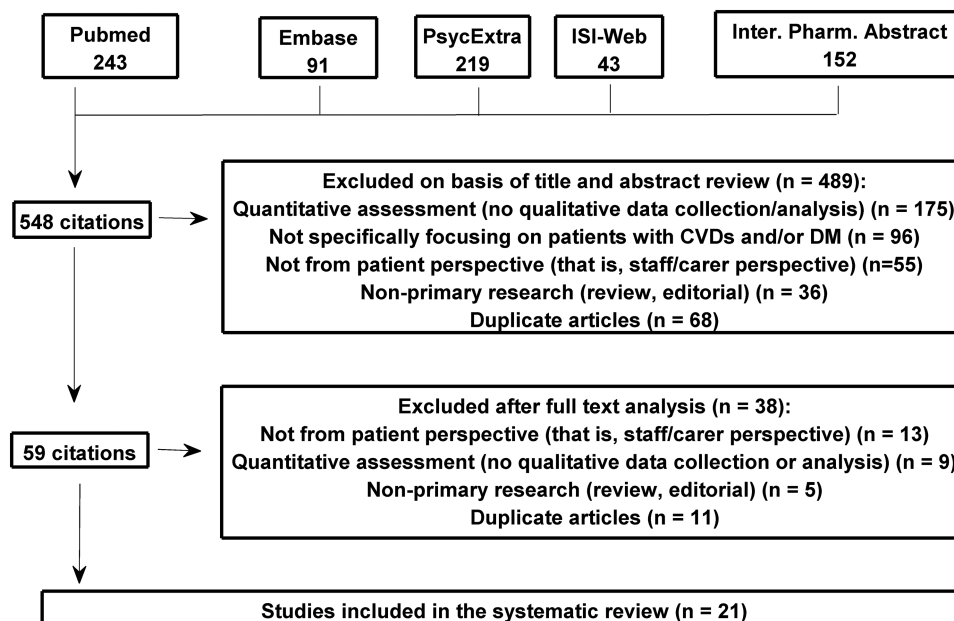 Pubmed
243
Embase
91
PsycExtra
219
ISI-Web
43
Inter. Pharm. Abstract
152
548 citations
Excluded on basis of title and abstract review (n = 489):
Quantitative assessment (no qualitative data collection/analysis) (n = 175)
Not specifically focusing on patients with CVDs and/or DM (n = 96)
Not from patient perspective (that is, staff/carer perspective) (n=55)
Non-primary research (review, editorial) (n = 36)
Duplicate articles (n = 68)
59 citations
Excluded after full text analysis (n = 38):
Not from patient perspective (that is, staff/carer perspective) (n = 13)
Quantitative assessment (no qualitative data collection or analysis) (n = 9)
Non-primary research (review, editorial) (n = 5)
Duplicate articles (n = 11)
Studies included in the systematic review (n = 21)